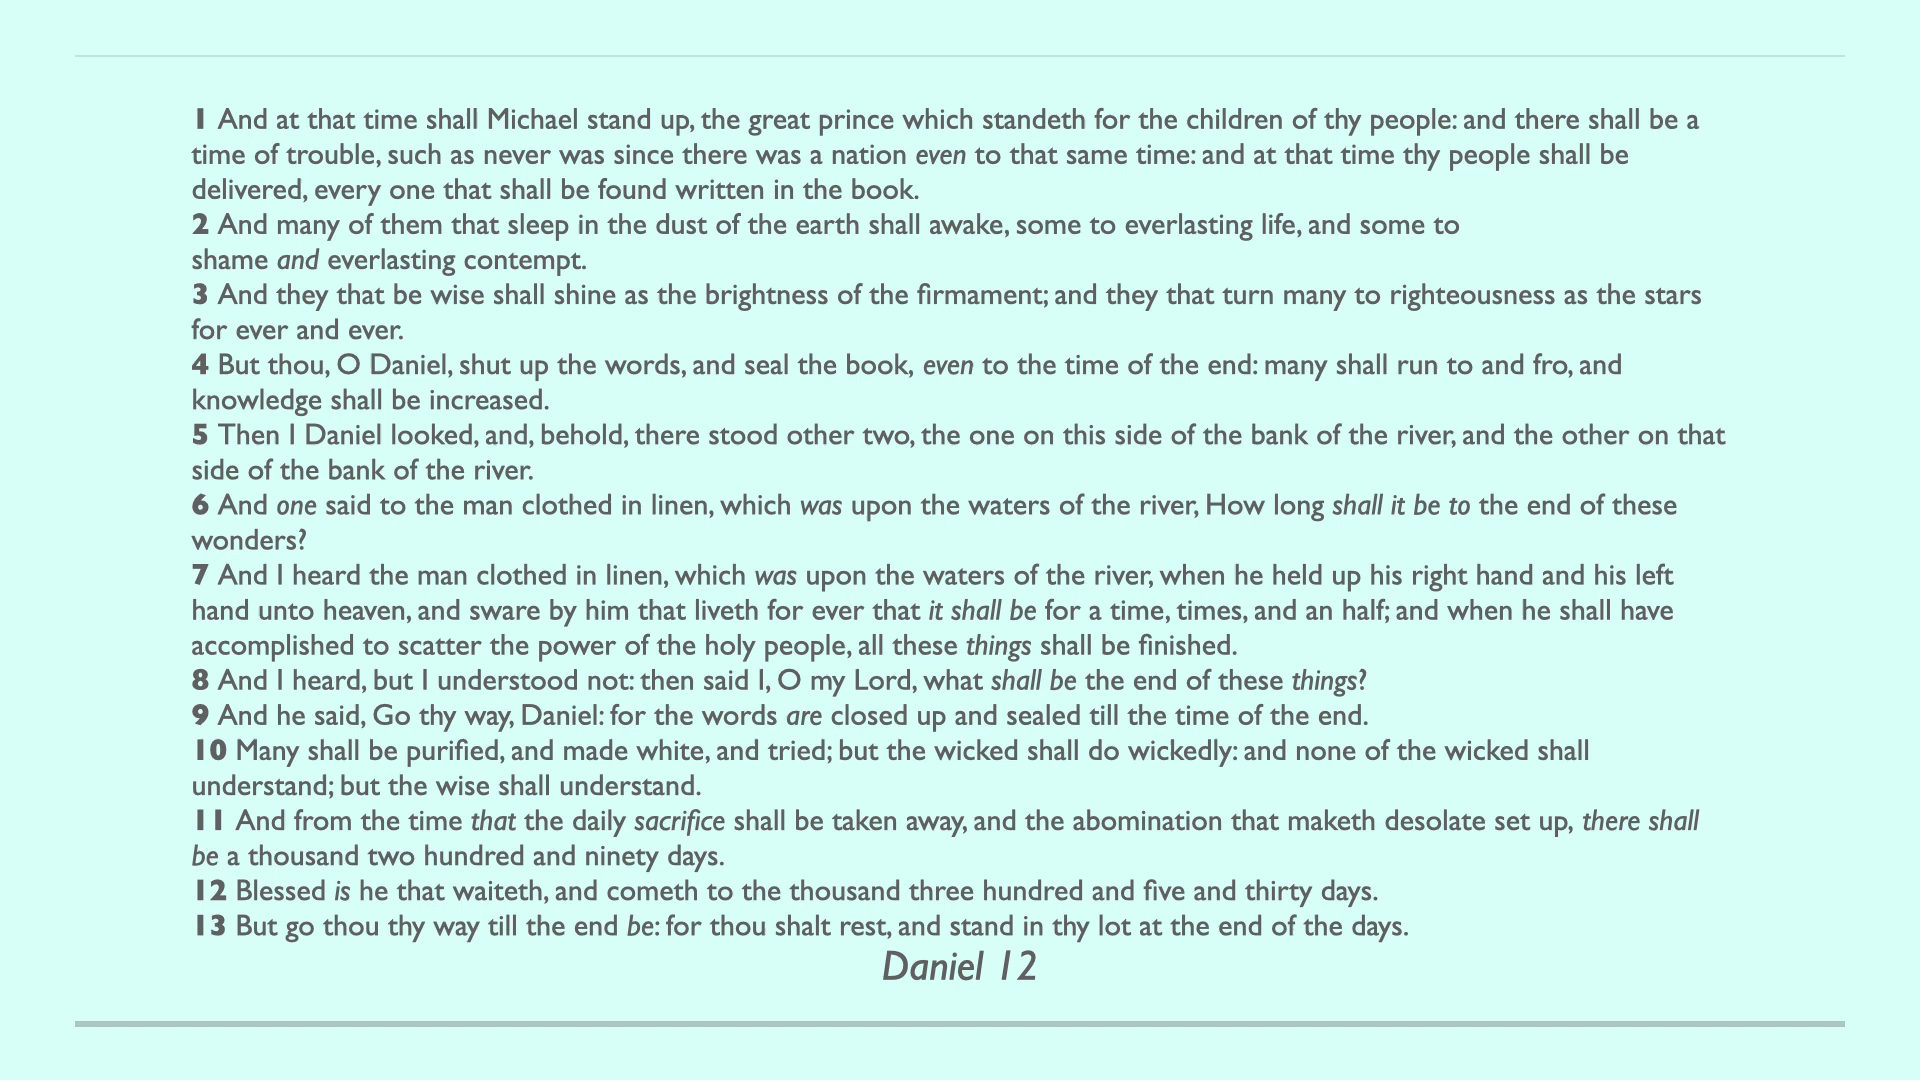 1 And at that time shall Michael stand up, the great prince which standeth for the children of thy people: and there shall be a
time of trouble, such as never was since there was a nation even to that same time: and at that time thy people shall be
delivered, every one that shall be found written in the book.
2 And many of them that sleep in the dust of the earth shall awake, some to everlasting life, and some to
shame and everlasting contempt.
3 And they that be wise shall shine as the brightness of the firmament; and they that turn many to righteousness as the stars
for ever and ever.
4 But thou, O Daniel, shut up the words, and seal the book, even to the time of the end: many shall run to and fro, and
knowledge shall be increased.
5 Then I Daniel looked, and, behold, there stood other two, the one on this side of the bank of the river, and the other on that
side of the bank of the river.
6 And one said to the man clothed in linen, which was upon the waters of the river, How long shall it be to the end of these
wonders?
7 And I heard the man clothed in linen, which was upon the waters of the river, when he held up his right hand and his left
hand unto heaven, and sware by him that liveth for ever that it shall be for a time, times, and an half; and when he shall have
accomplished to scatter the power of the holy people, all these things shall be finished.
8 And I heard, but I understood not: then said I, O my Lord, what shall be the end of these things?
9 And he said, Go thy way, Daniel: for the words are closed up and sealed till the time of the end.
10 Many shall be purified, and made white, and tried; but the wicked shall do wickedly: and none of the wicked shall
understand; but the wise shall understand.
11 And from the time that the daily sacrifice shall be taken away, and the abomination that maketh desolate set up, there shall
be a thousand two hundred and ninety days.
12 Blessed is he that waiteth, and cometh to the thousand three hundred and five and thirty days.
13 But go thou thy way till the end be: for thou shalt rest, and stand in thy lot at the end of the days.
Daniel 12